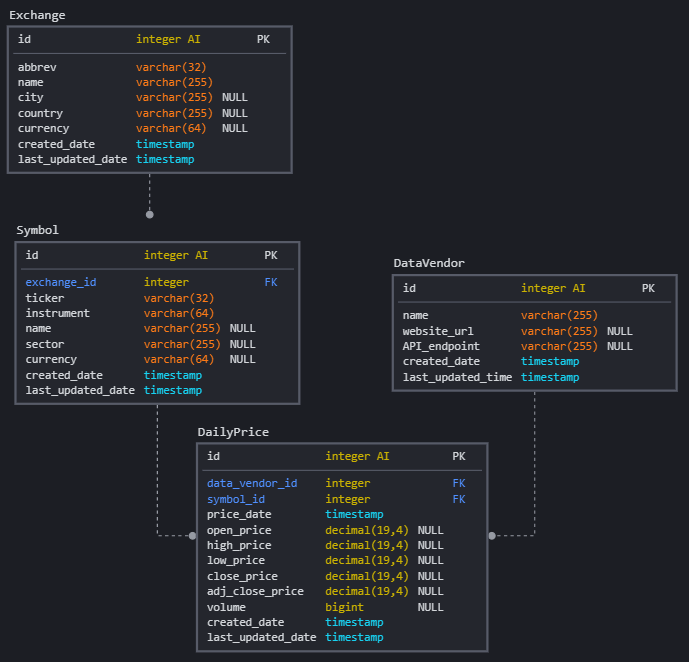 Exchange
id integer AI PK
abbrev varchar(32)
name varchar(255)
city varchar(255) NULL
country varchar(255) NULL
currency varchar(64) NULL
created_date timestamp
last_updated_date timestamp
Symbol
id integer AI PK
exchange_id integer FK
ticker varchar(32)
instrument varchar(64)
name varchar(255) NULL
sector varchar(255) NULL
currency varchar(64) NULL
created_date timestamp
last_updated_date timestamp
DataVendor
id integer AI PK
name varchar(255)
website_url varchar(255) NULL
API_endpoint varchar(255) NULL
created_date timestamp
last_updated_time timestamp
DailyPrice
id integer AI PK
data_vendor_id integer FK
symbol_id integer FK
price_date timestamp
open_price decimal(19,4) NULL
high_price decimal(19,4) NULL
low_price decimal(19,4) NULL
close_price decimal(19,4) NULL
adj_close_price decimal(19,4) NULL
volume bigint NULL
created_date timestamp
last_updated_date timestamp